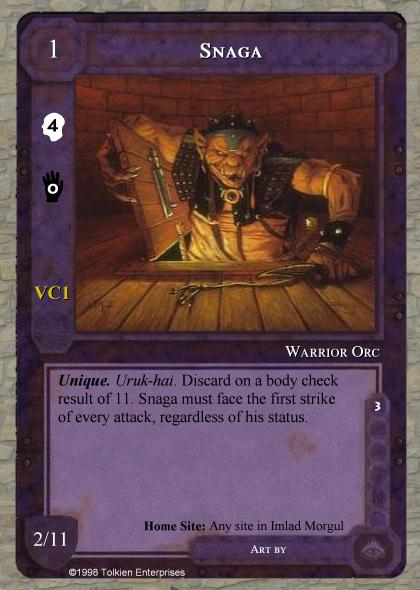 1
SNAGA
4
0
VC1
WARRIOR ORC
Unique. Uruk-hai. Discard on a body check
result of 11. Snaga must face the first strike
of every attack, regardless of his status.
3
Home Site: Any site in Imlad Morgul
2/11
ART BY
©1998 Tolkien Enterprises